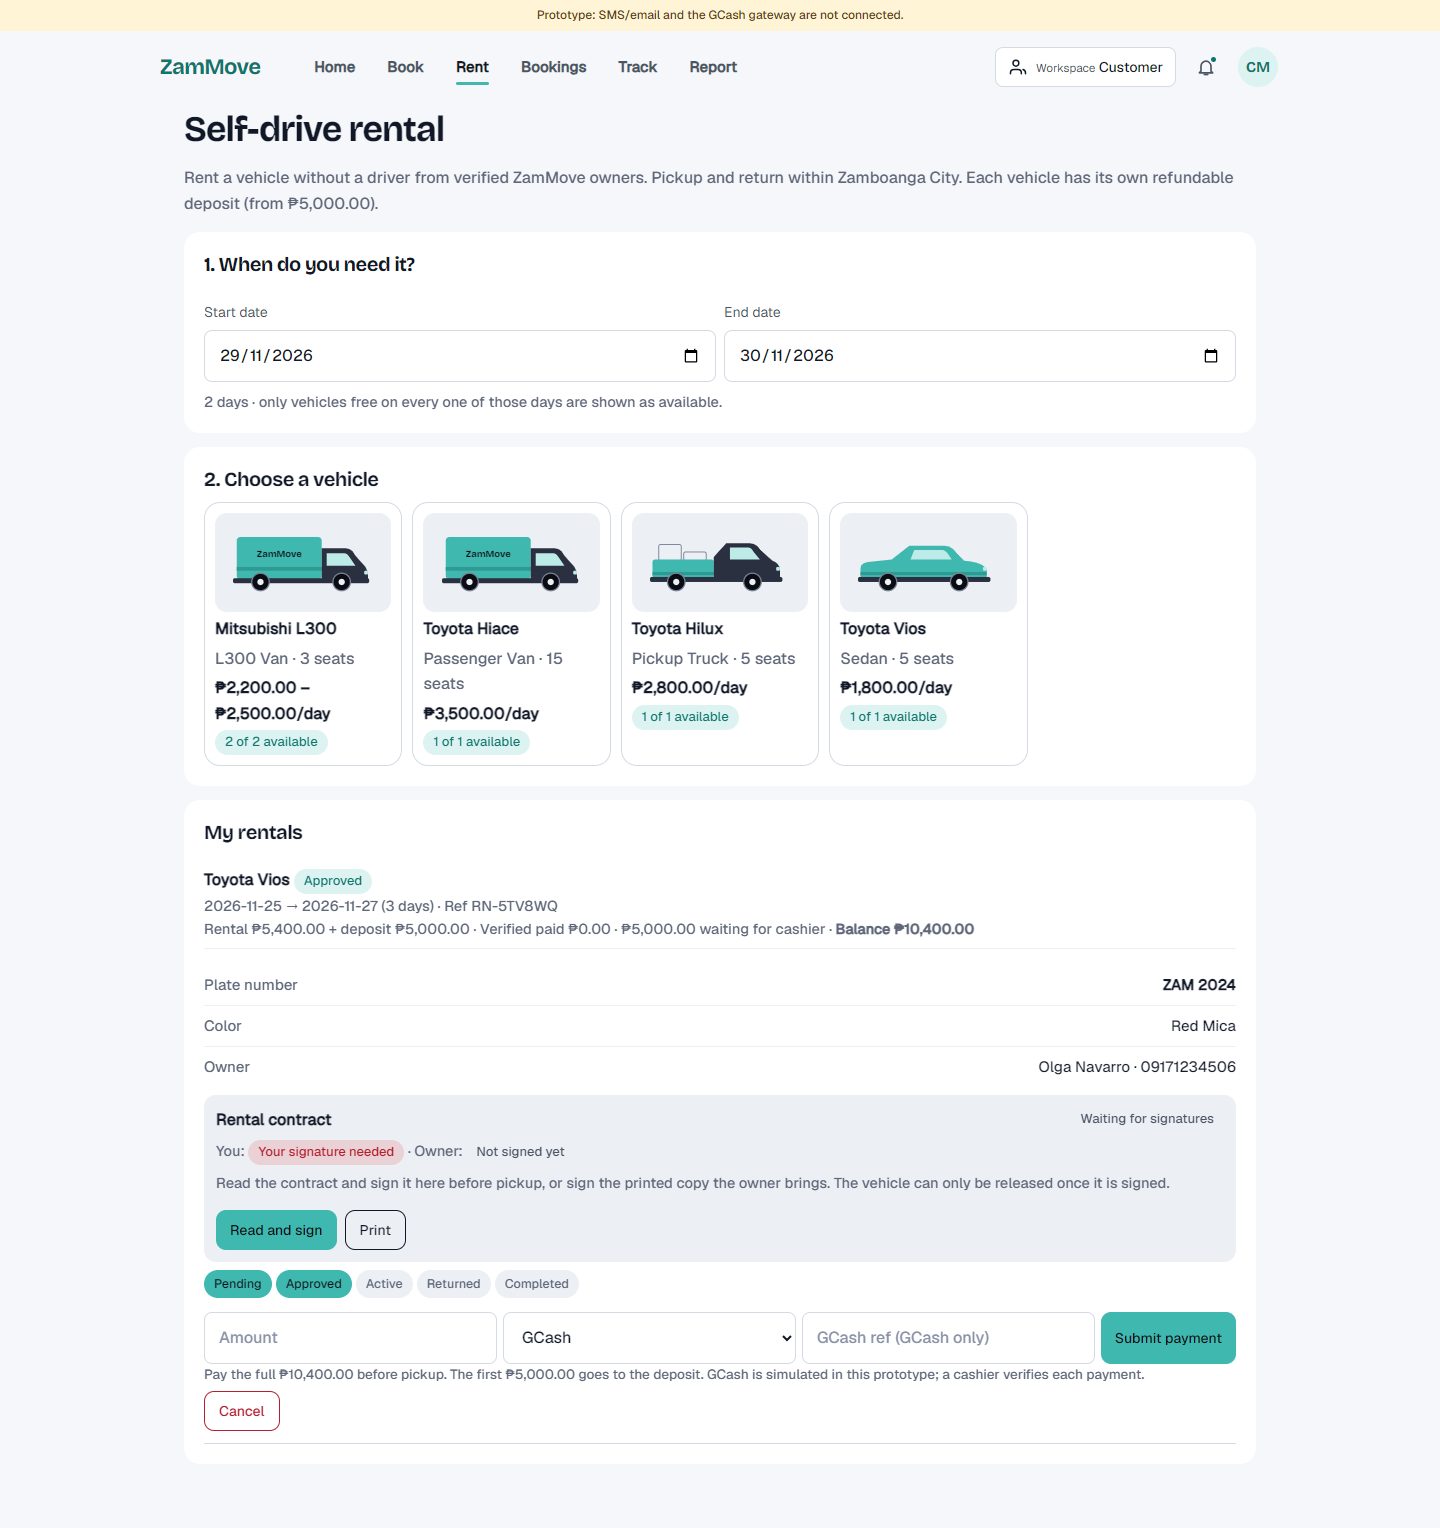 Prototype: SMS/email and the GCash gateway are not connected.
ZamMove
Home
Book
Rent
Bookings
Track
Report
Workspace Customer
CM
Self-drive rental
Rent a vehicle without a driver from verified ZamMove owners. Pickup and return within Zamboanga City. Each vehicle has its own refundable
deposit (from ₱5,000.00).
1. When do you need it?
Start date
End date
29/11/2026
30/11/2026
2 days · only vehicles free on every one of those days are shown as available.
2. Choose a vehicle
ZamMove
Mitsubishi L300
L300 Van · 3 seats
₱2,200.00 –
₱2,500.00/day
2 of 2 available
ZamMove
Toyota Hiace
Passenger Van · 15
seats
₱3,500.00/day
1 of 1 available
Toyota Hilux
Pickup Truck · 5 seats
₱2,800.00/day
1 of 1 available
Toyota Vios
Sedan · 5 seats
₱1,800.00/day
1 of 1 available
My rentals
Toyota Vios Approved
2026-11-25 → 2026-11-27 (3 days) · Ref RN-5TV8WQ
Rental ₱5,400.00 + deposit ₱5,000.00 · Verified paid ₱0.00 · ₱5,000.00 waiting for cashier · Balance ₱10,400.00
Plate number ZAM 2024
Color Red Mica
Owner Olga Navarro · 09171234506
Rental contract Waiting for signatures
You: Your signature needed · Owner: Not signed yet
Read the contract and sign it here before pickup, or sign the printed copy the owner brings. The vehicle can only be released once it is signed.
Read and sign
Print
Pending
Approved
Active
Returned
Completed
Amount
GCash
GCash ref (GCash only)
Submit payment
Pay the full ₱10,400.00 before pickup. The first ₱5,000.00 goes to the deposit. GCash is simulated in this prototype; a cashier verifies each payment.
Cancel